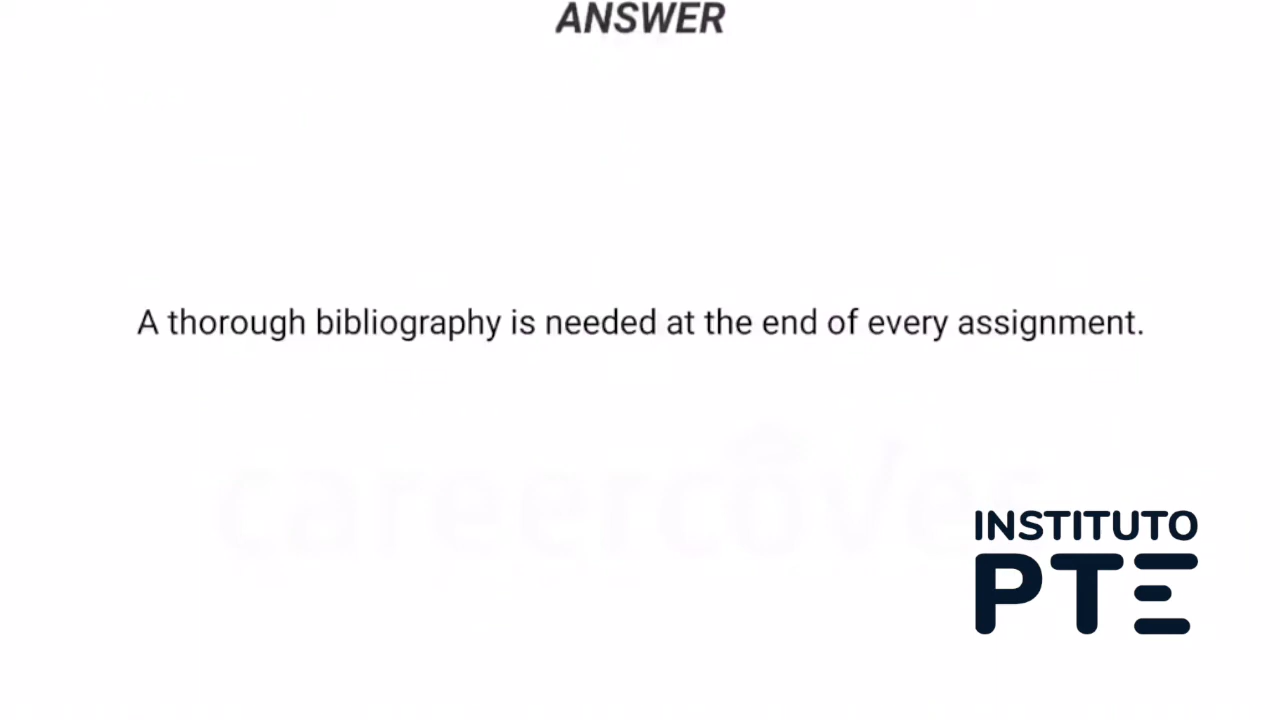 ANSWER
A thorough bibliography is needed at the end of every assignment.
INSTITUTO
PTE